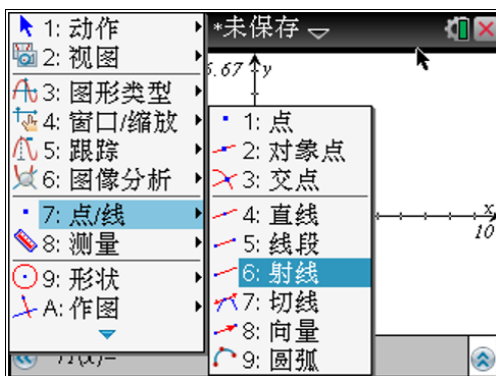 1: 动作
2: 视图
3: 图形类型
4: 窗口/缩放
5: 跟踪
6: 图像分析
7: 点/线
8: 测量
9: 形状
A: 作图
*未保存
6.67 y
1: 点
2: 对象点
3: 交点
4: 直线
5: 线段
6: 射线
7: 切线
8: 向量
9: 圆弧
x
10